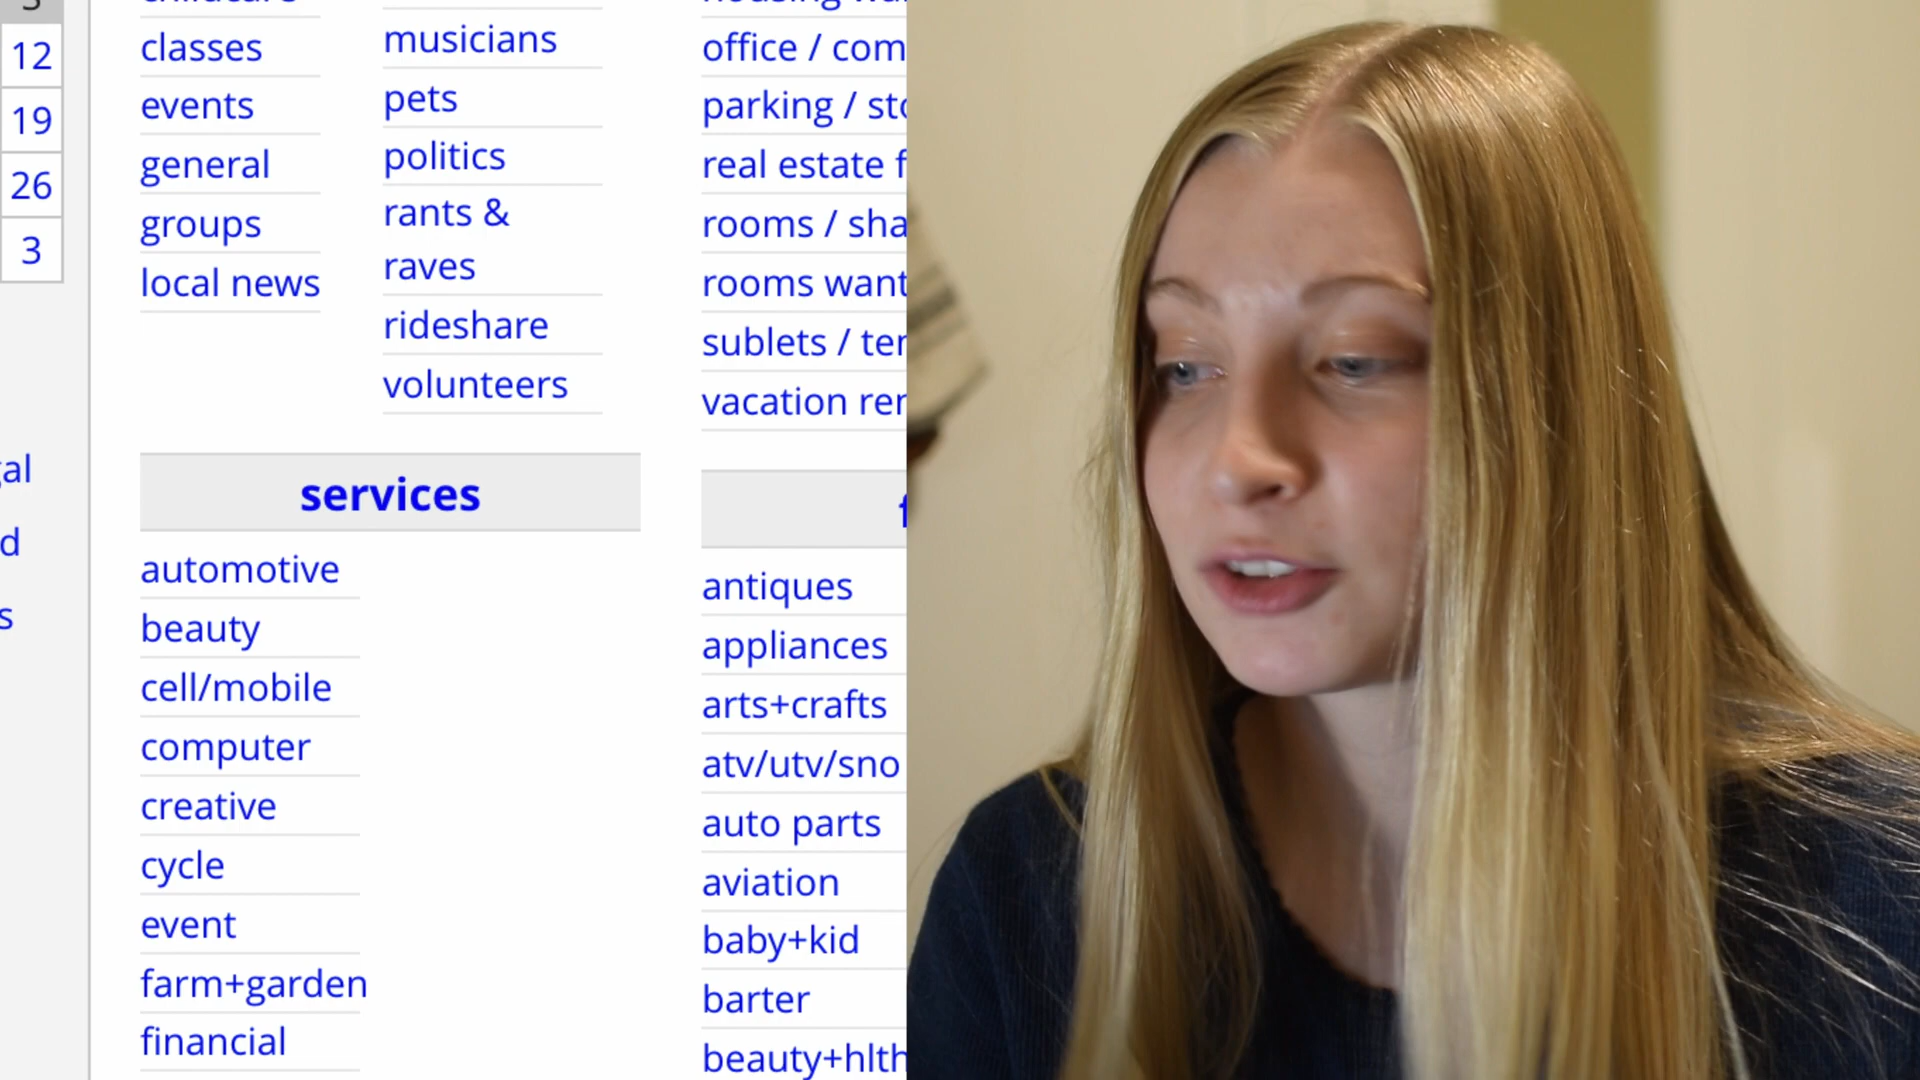 12
19
26
3
classes
events
general
groups
local news
musicians
pets
politics
rants &
raves
rideshare
volunteers
office / com
parking / sto
real estate f
rooms / sha
rooms want
sublets / ter
vacation rer
services
automotive
beauty
cell/mobile
computer
creative
cycle
event
farm+garden
financial
antiques
appliances
arts+crafts
atv/utv/sno
auto parts
aviation
baby+kid
barter
beauty+hlth